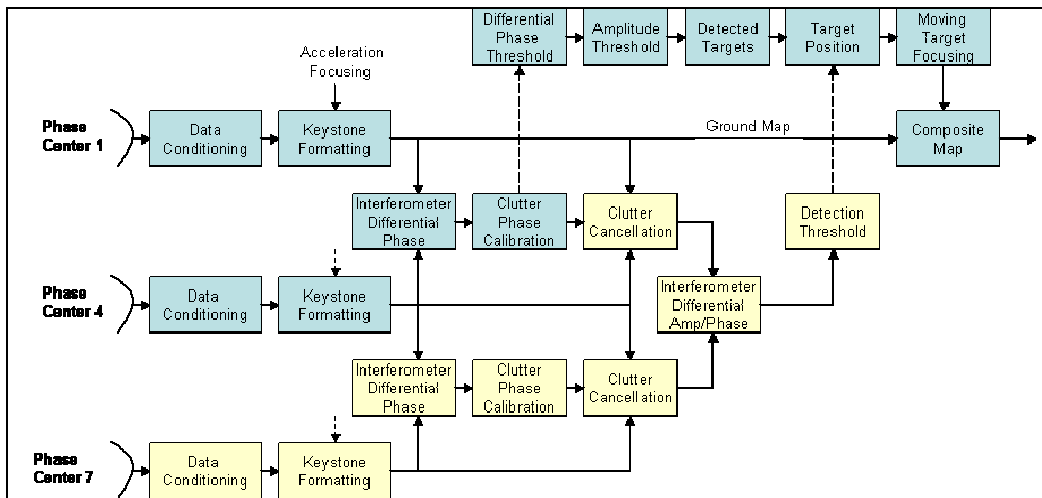 Differential
Phase
Threshold
Amplitude
Threshold
Detected
Targets
Target
Position
Moving
Target
Focusing
Acceleration
Focusing
Phase
Center 1
Data
Conditioning
Keystone
Formatting
Ground Map
Composite
Map
Interferometer
Differential
Phase
Clutter
Phase
Calibration
Clutter
Cancellation
Detection
Threshold
Phase
Center 4
Data
Conditioning
Keystone
Formatting
Interferometer
Differential
Amp/Phase
Interferometer
Differential
Phase
Clutter
Phase
Calibration
Clutter
Cancellation
Phase
Center 7
Data
Conditioning
Keystone
Formatting